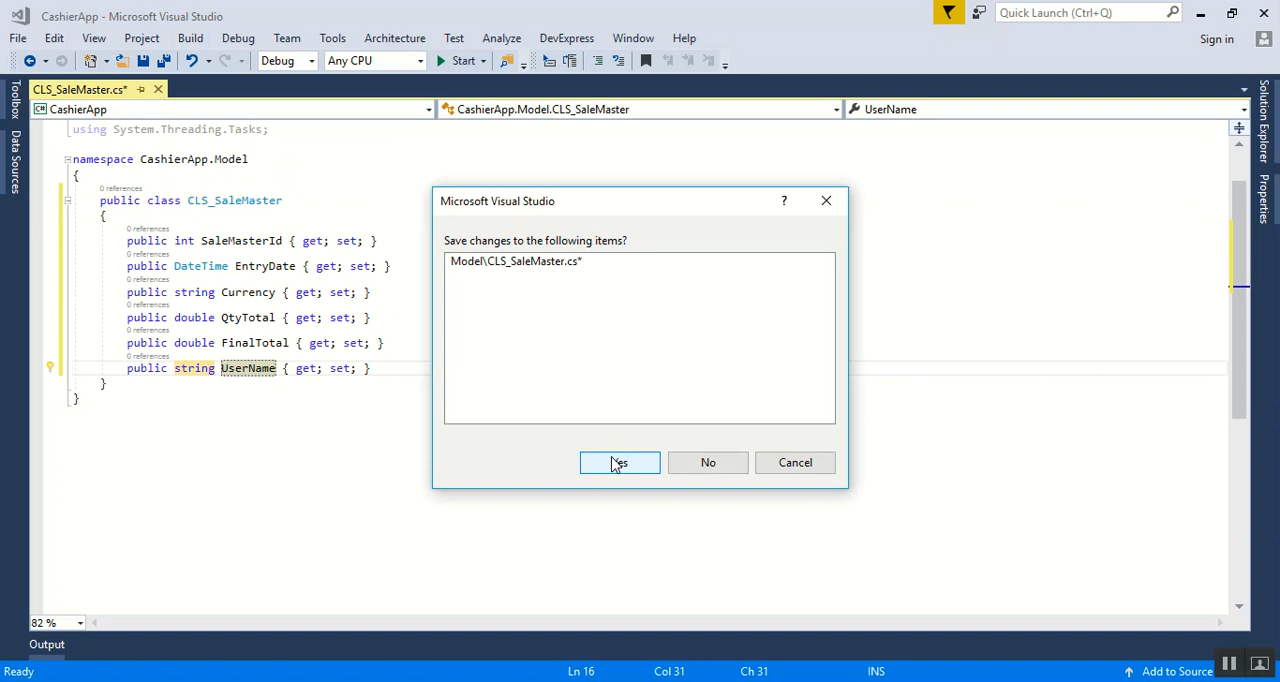 CashierApp - Microsoft Visual Studio
Quick Launch (Ctrl+Q)
File Edit View Project Build Debug Team Tools Architecture Test Analyze DevExpress Window Help
Sign in
Debug Any CPU Start
Toolbox
Data Sources
CLS_SaleMaster.cs*
CashierApp CashierApp.Model.CLS_SaleMaster UserName
Solution Explorer
Properties
using System.Threading.Tasks;
namespace CashierApp.Model
{
0 references
public class CLS_SaleMaster
{
0 references
public int SaleMasterId { get; set; }
0 references
public DateTime EntryDate { get; set; }
0 references
public string Currency { get; set; }
0 references
public double QtyTotal { get; set; }
0 references
public double FinalTotal { get; set; }
0 references
public string UserName { get; set; }
}
}
Microsoft Visual Studio ?
Save changes to the following items?
Model\CLS_SaleMaster.cs*
No Cancel
82 %
Output
Ready Ln 16 Col 31 Ch 31 INS Add to Source